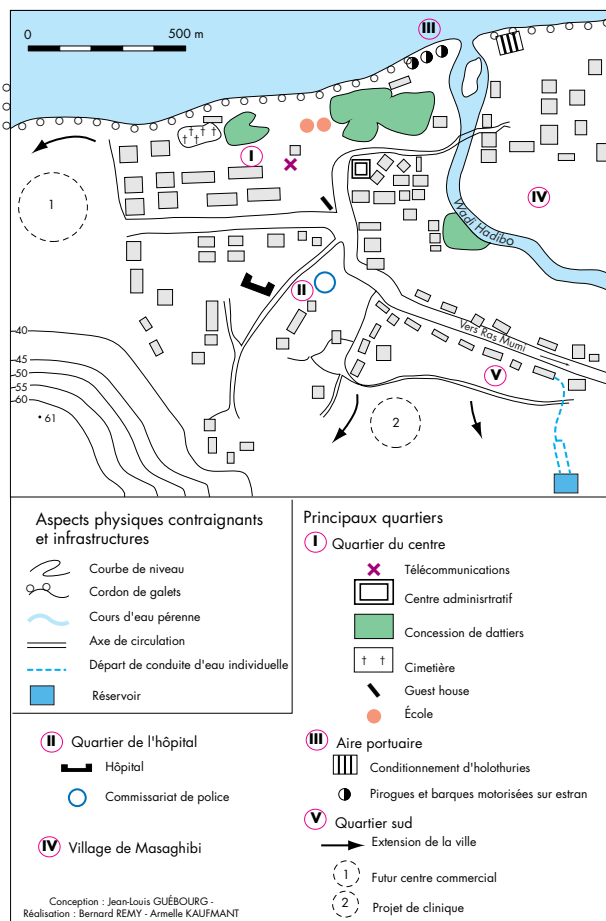 0 500 m
III
I
1
IV
Wadi Hadibo
II
Vers Ras Mumi
V
40
45
50
55
60
• 61
2
Aspects physiques contraignants
et infrastructures
Courbe de niveau
Cordon de galets
Cours d'eau pérenne
Axe de circulation
Départ de conduite d'eau individuelle
Réservoir
Principaux quartiers
I Quartier du centre
Télécommunications
Centre adminisrtratif
Concession de dattiers
Cimetière
Guest house
École
II Quartier de l'hôpital
Hôpital
Commissariat de police
IV Village de Masaghibi
III Aire portuaire
Conditionnement d'holothuries
Pirogues et barques motorisées sur estran
V Quartier sud
Extension de la ville
1 Futur centre commercial
2 Projet de clinique
Conception : Jean-Louis GUÉBOURG -
Réalisation : Bernard REMY - Armelle KAUFMANT